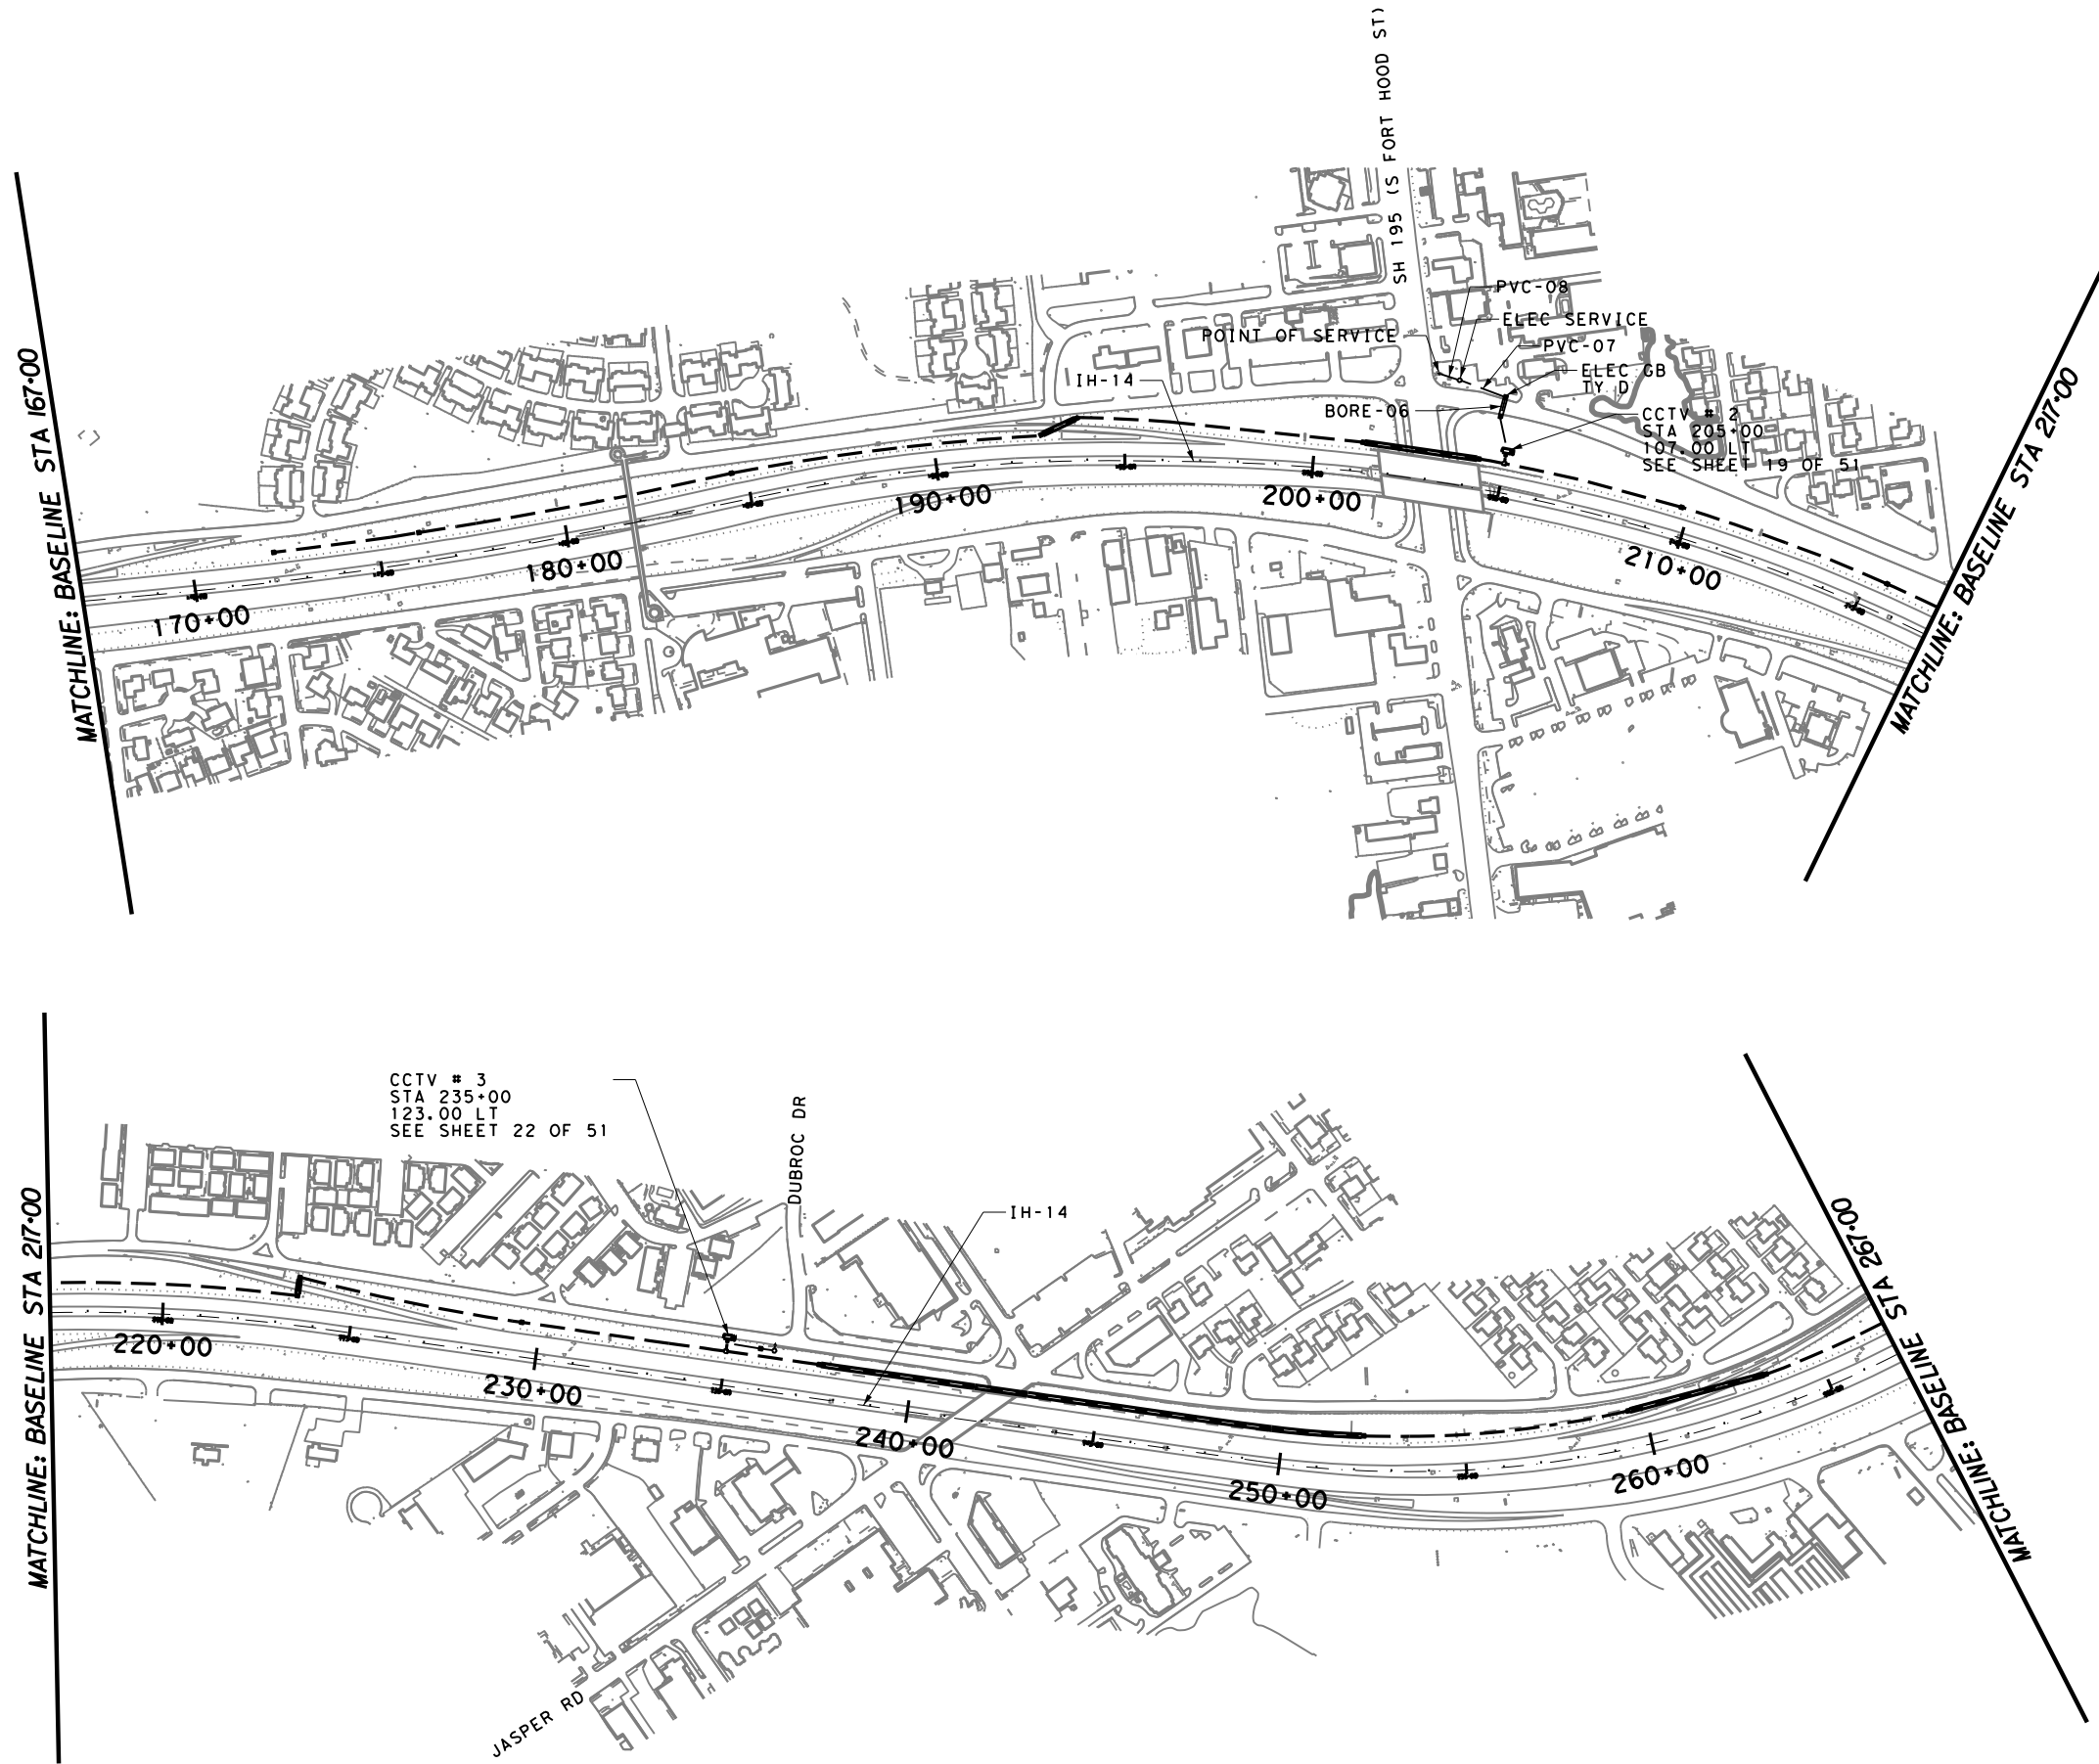 SH 195 (S FORT HOOD ST)
MATCHLINE: BASELINE STA 167+00
PVC-08
ELEC SERVICE
POINT OF SERVICE
PVC-07
IH-14
ELEC GB
TY D
BORE-06
CCTV # 2
STA 205+00
107.00 LT
SEE SHEET 19 OF 51
MATCHLINE: BASELINE STA 217+00
170+00
180+00
190+00
200+00
210+00
CCTV # 3
STA 235+00
123.00 LT
SEE SHEET 22 OF 51
DUBROC DR
IH-14
MATCHLINE: BASELINE STA 217+00
MATCHLINE: BASELINE STA 267+00
220+00
230+00
240+00
250+00
260+00
JASPER RD